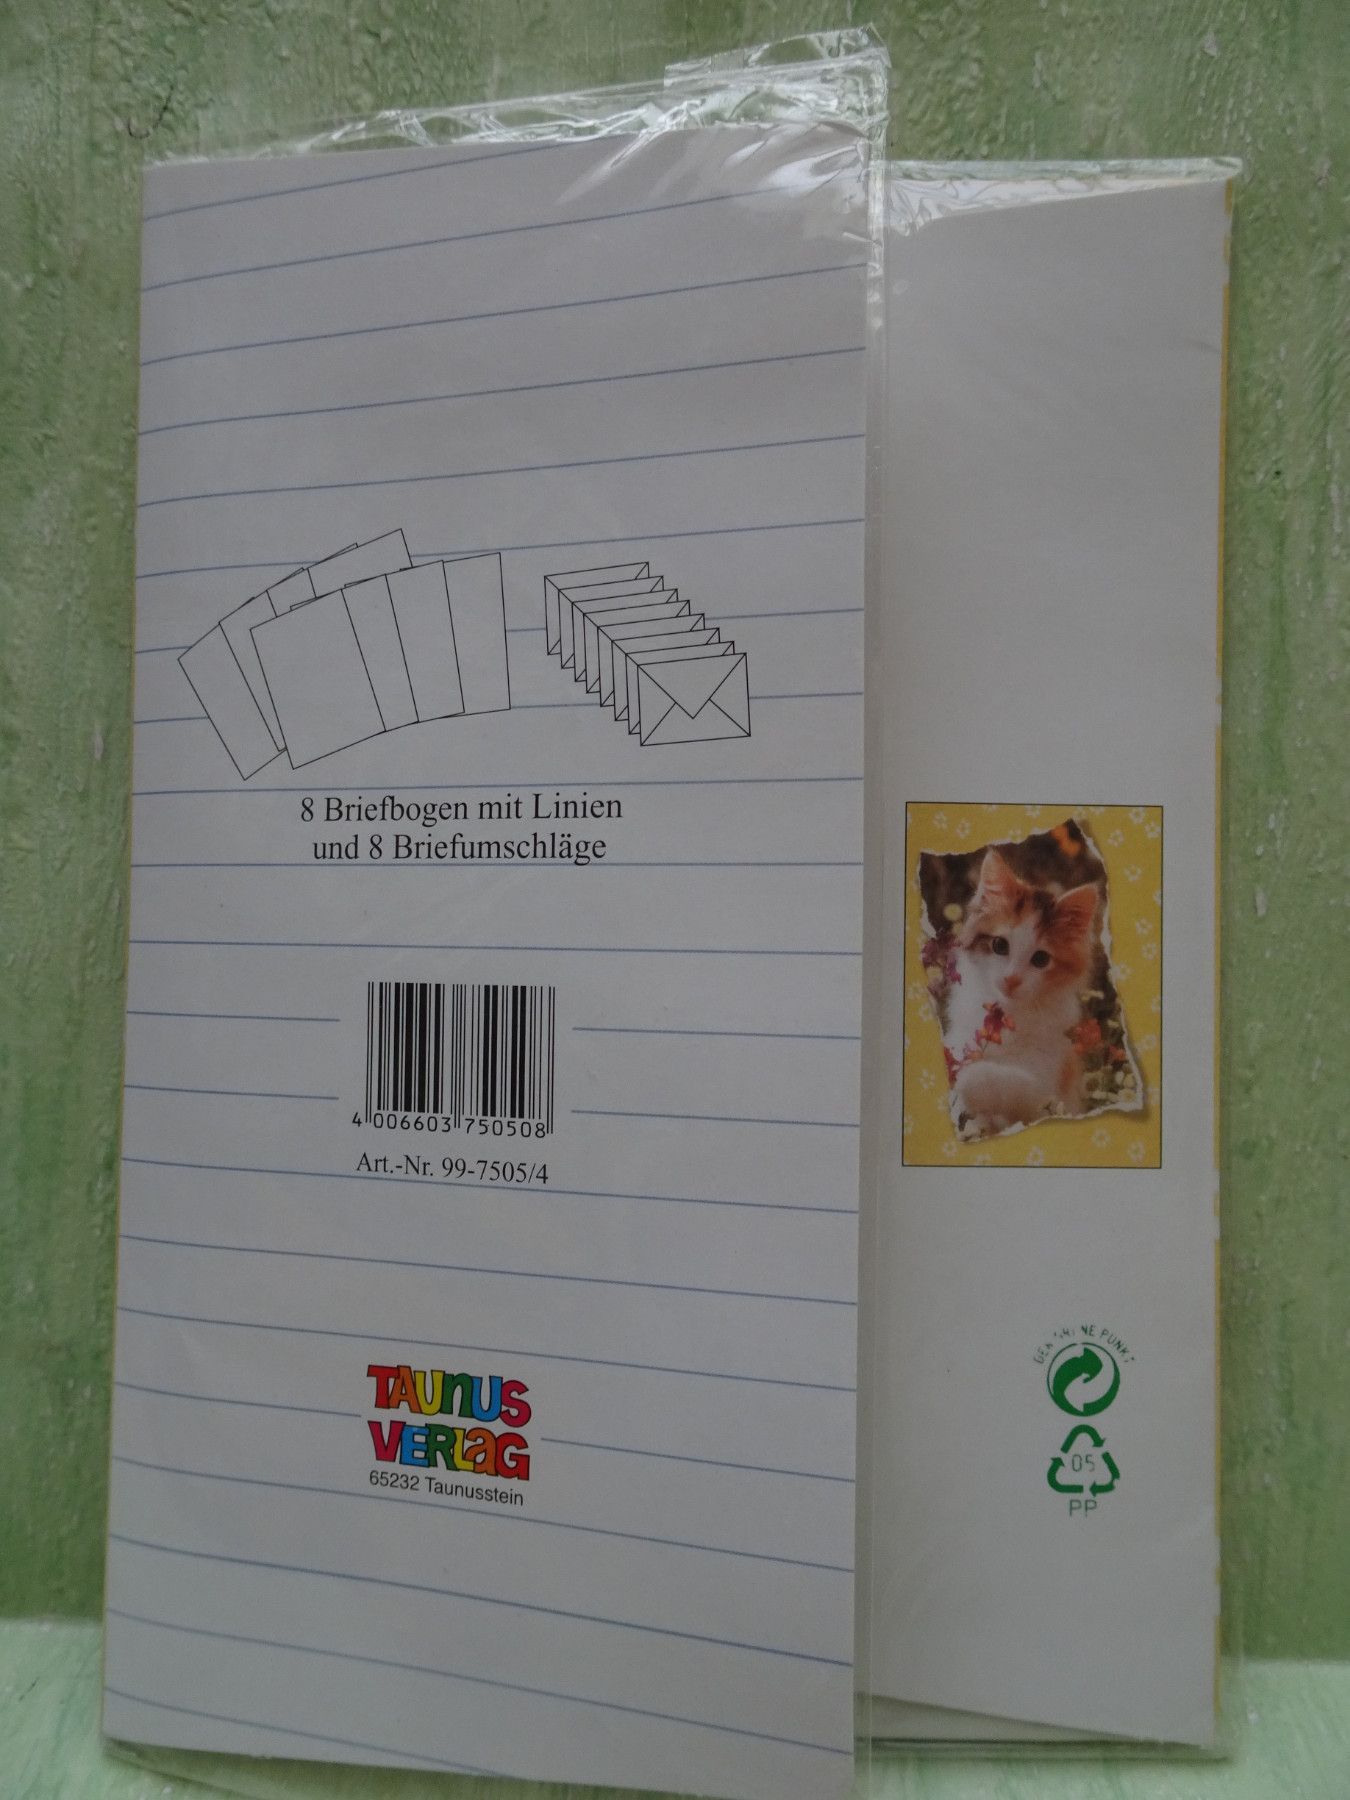 8 Briefbogen mit Linien
und 8 Briefumschläge
4 006603 750508
Art.-Nr. 99-7505/4
TAUNUS
VERLAG
65232 Taunusstein
DER GRÜNE PUNKT
05
PP